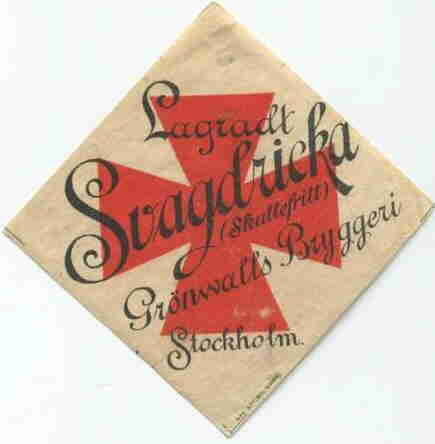 Lagradt
Svagdricka
(Skattefritt)
Grönwalls Bryggeri
Stockholm.